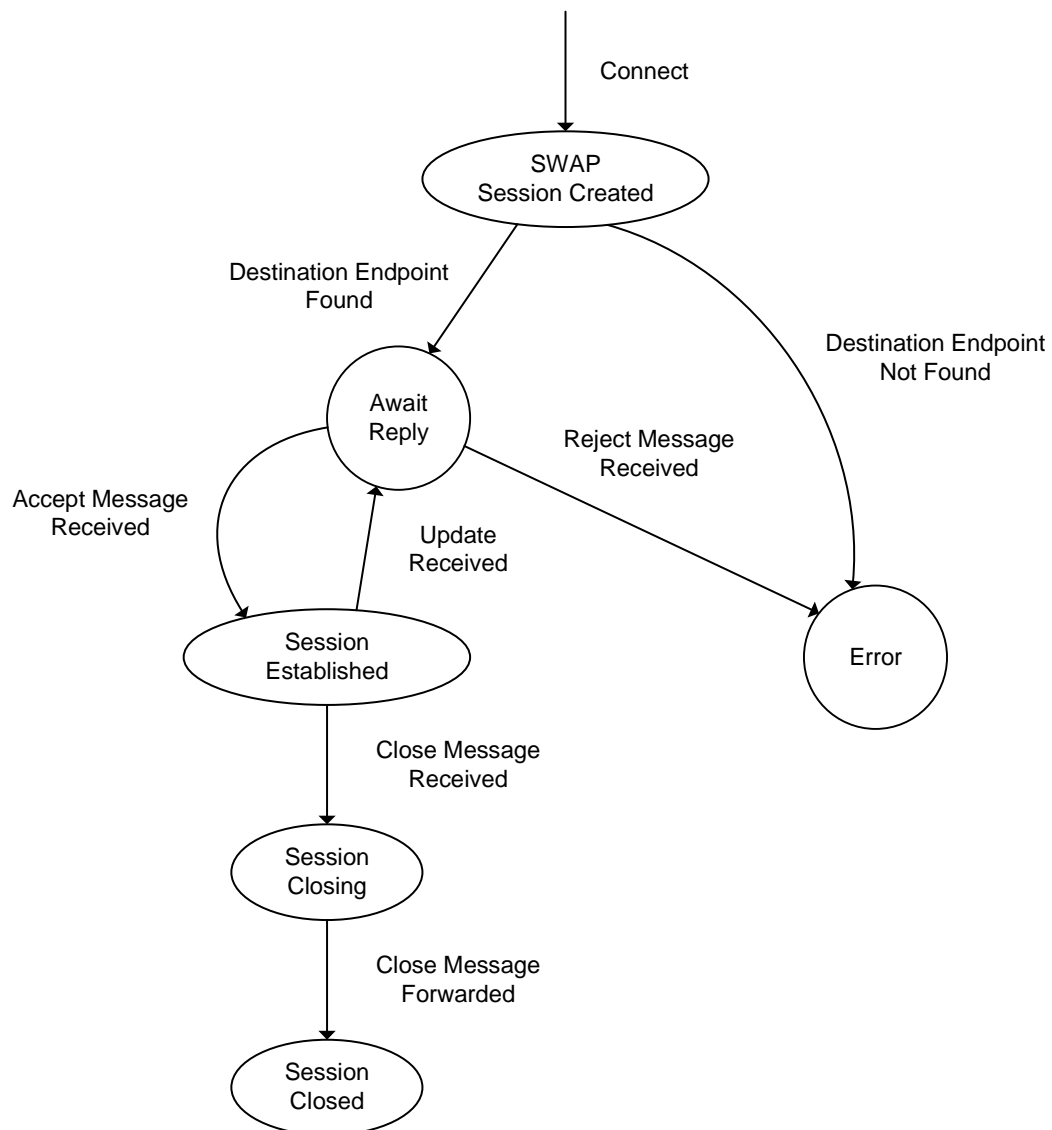 Connect
SWAP
Session Created
Destination Endpoint
Found
Destination Endpoint
Not Found
Await
Reply
Reject Message
Received
Accept Message
Received
Update
Received
Session
Established
Error
Close Message
Received
Session
Closing
Close Message
Forwarded
Session
Closed